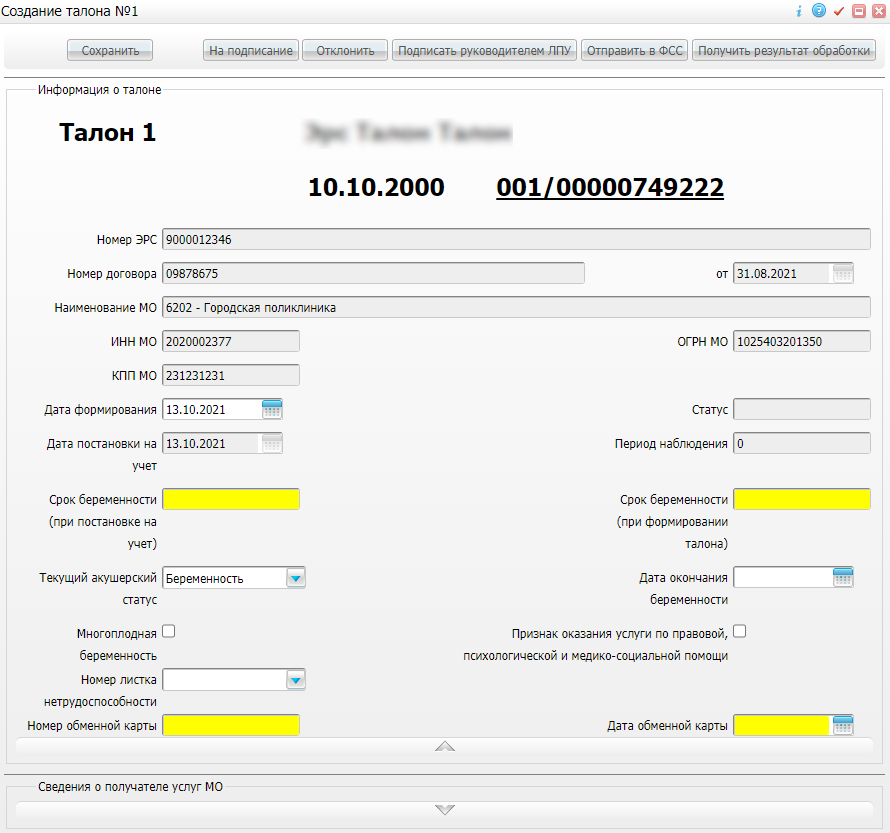 Создание талона №1
Сохранить На подписание Отклонить Подписать руководителем ЛПУ Отправить в ФСС Получить результат обработки
Информация о талоне
Талон 1
10.10.2000 001/00000749222
Номер ЭРС 9000012346
Номер договора 09878675 от 31.08.2021
Наименование МО 6202 - Городская поликлиника
ИНН МО 2020002377 ОГРН МО 1025403201350
КПП МО 231231231
Дата формирования 13.10.2021 Статус
Дата постановки на 13.10.2021 Период наблюдения 0
учет
Срок беременности Срок беременности
(при постановке на (при формировании
учет) талона)
Текущий акушерский Беременность Дата окончания
статус беременности
Многоплодная Признак оказания услуги по правовой,
беременность психологической и медико-социальной помощи
Номер листка
нетрудоспособности
Номер обменной карты Дата обменной карты
Сведения о получателе услуг МО